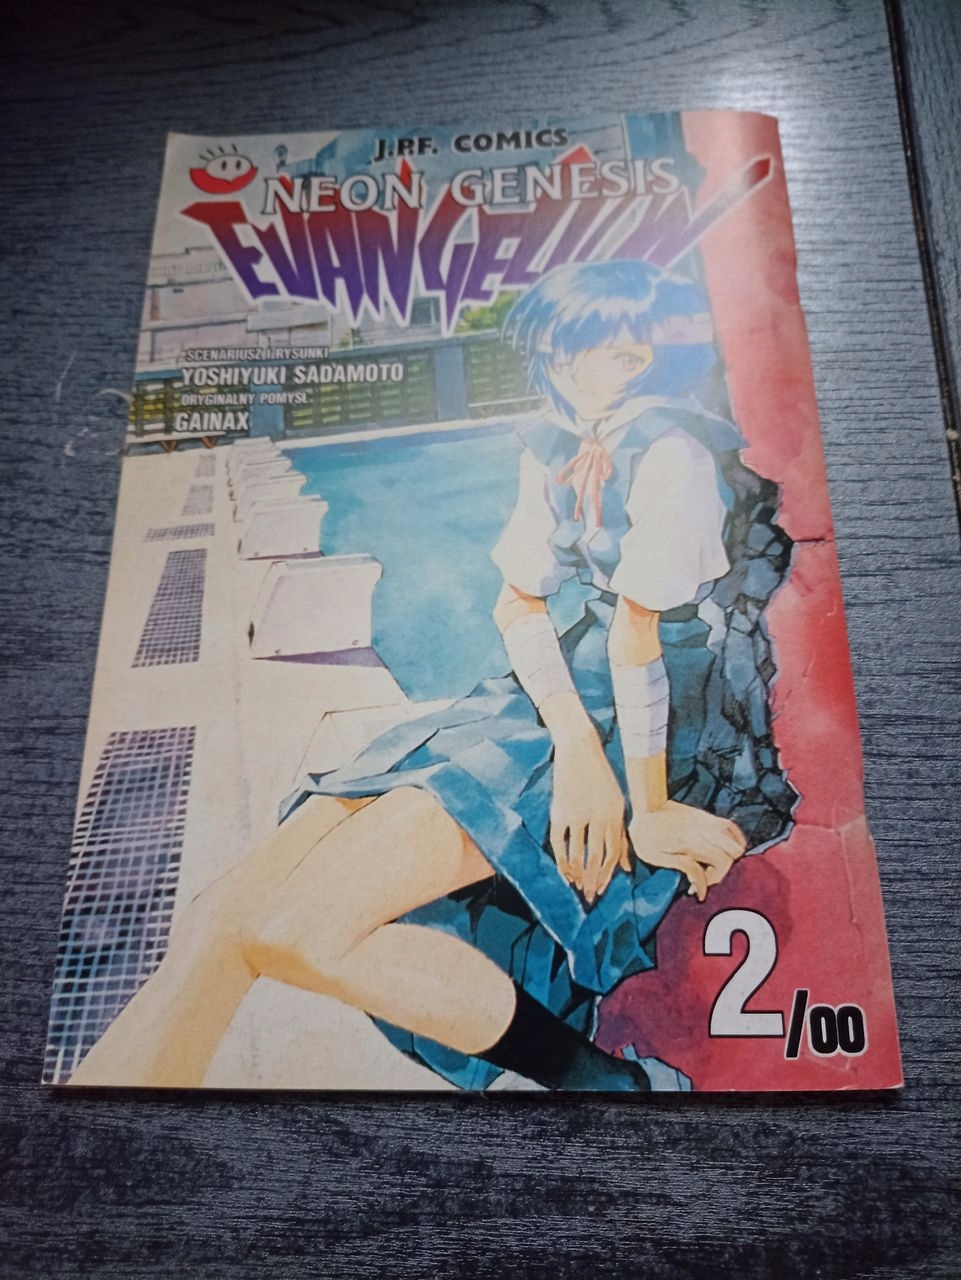 J.P.F. COMICS
NEON GENESIS
EVANGELION
"SCENARIUSZ I RYSUNKI"
YOSHIYUKI SADAMOTO
"ORYGINALNY POMYSŁ"
GAINAX
2/00